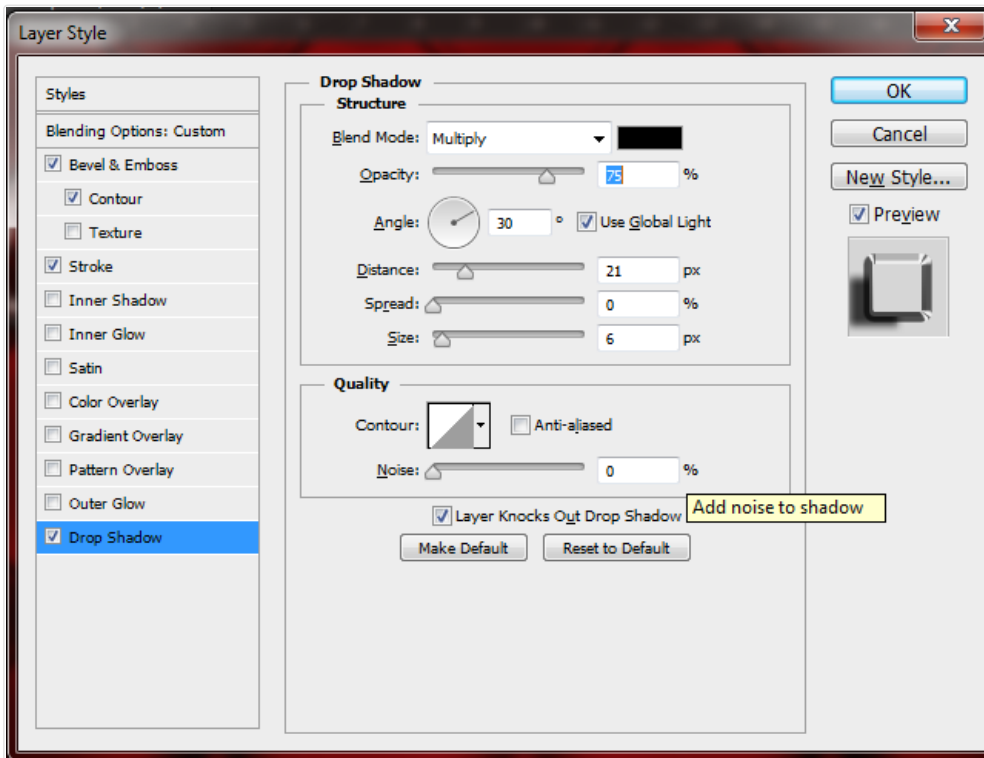 Layer Style
Styles
Blending Options: Custom
Bevel & Emboss
Contour
Texture
Stroke
Inner Shadow
Inner Glow
Satin
Color Overlay
Gradient Overlay
Pattern Overlay
Outer Glow
Drop Shadow
Drop Shadow
Structure
Blend Mode: Multiply
Opacity: 75 %
Angle: 30 ° Use Global Light
Distance: 21 px
Spread: 0 %
Size: 6 px
Quality
Contour: Anti-aliased
Noise: 0 %
Layer Knocks Out Drop Shadow
Add noise to shadow
Make Default Reset to Default
OK
Cancel
New Style...
Preview